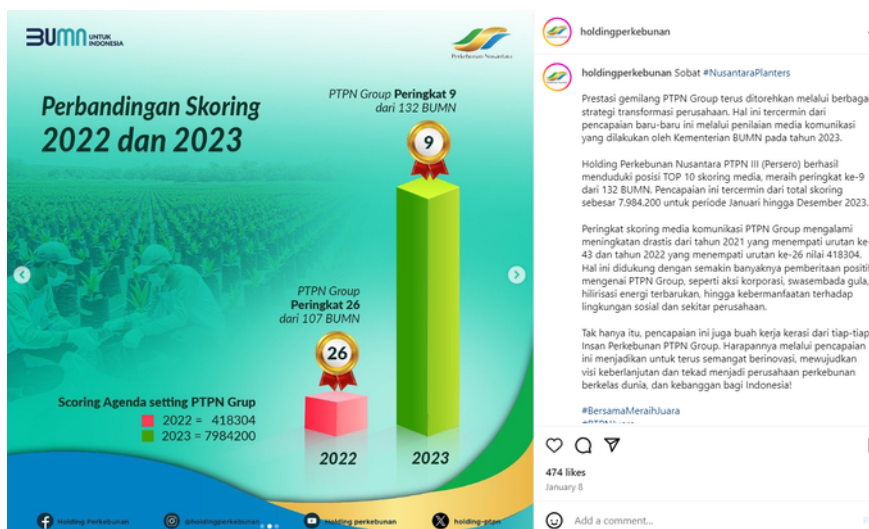 BUMN UNTUK
INDONESIA
Perkebunan Nusantara
Perbandingan Skoring
2022 dan 2023
PTPN Group Peringkat 9
dari 132 BUMN
9
PTPN Group
Peringkat 26
dari 107 BUMN
26
Scoring Agenda setting PTPN Grup
2022 = 418304
2023 = 7984200
2022
2023
Holding Perkebunan
@holdingperkebunan
Holding perkebunan
holding-ptpn
holdingperkebunan
holdingperkebunan Sobat #NusantaraPlanters
Prestasi gemilang PTPN Group terus ditorehkan melalui berbaga
strategi transformasi perusahaan. Hal ini tercermin dari
pencapaian baru-baru ini melalui penilaian media komunikasi
yang dilakukan oleh Kementerian BUMN pada tahun 2023.
Holding Perkebunan Nusantara PTPN III (Persero) berhasil
menduduki posisi TOP 10 skoring media, meraih peringkat ke-9
dari 132 BUMN. Pencapaian ini tercermin dari total skoring
sebesar 7.984.200 untuk periode Januari hingga Desember 2023.
Peringkat skoring media komunikasi PTPN Group mengalami
meningkatan drastis dari tahun 2021 yang menempati urutan ke-
43 dan tahun 2022 yang menempati urutan ke-26 nilai 418304.
Hal ini didukung dengan semakin banyaknya pemberitaan positif
mengenai PTPN Group, seperti aksi korporasi, swasembada gula,
hilirisasi energi terbarukan, hingga kebermanfaatan terhadap
lingkungan sosial dan sekitar perusahaan.
Tak hanya itu, pencapaian ini juga buah kerja kerasi dari tiap-tiap
Insan Perkebunan PTPN Group. Harapannya melalui pencapaian
ini menjadikan untuk terus semangat berinovasi, mewujudkan
visi keberlanjutan dan tekad menjadi perusahaan perkebunan
berkelas dunia, dan kebanggan bagi Indonesia!
#BersamaMeraihJuara
474 likes
January 8
Add a comment...